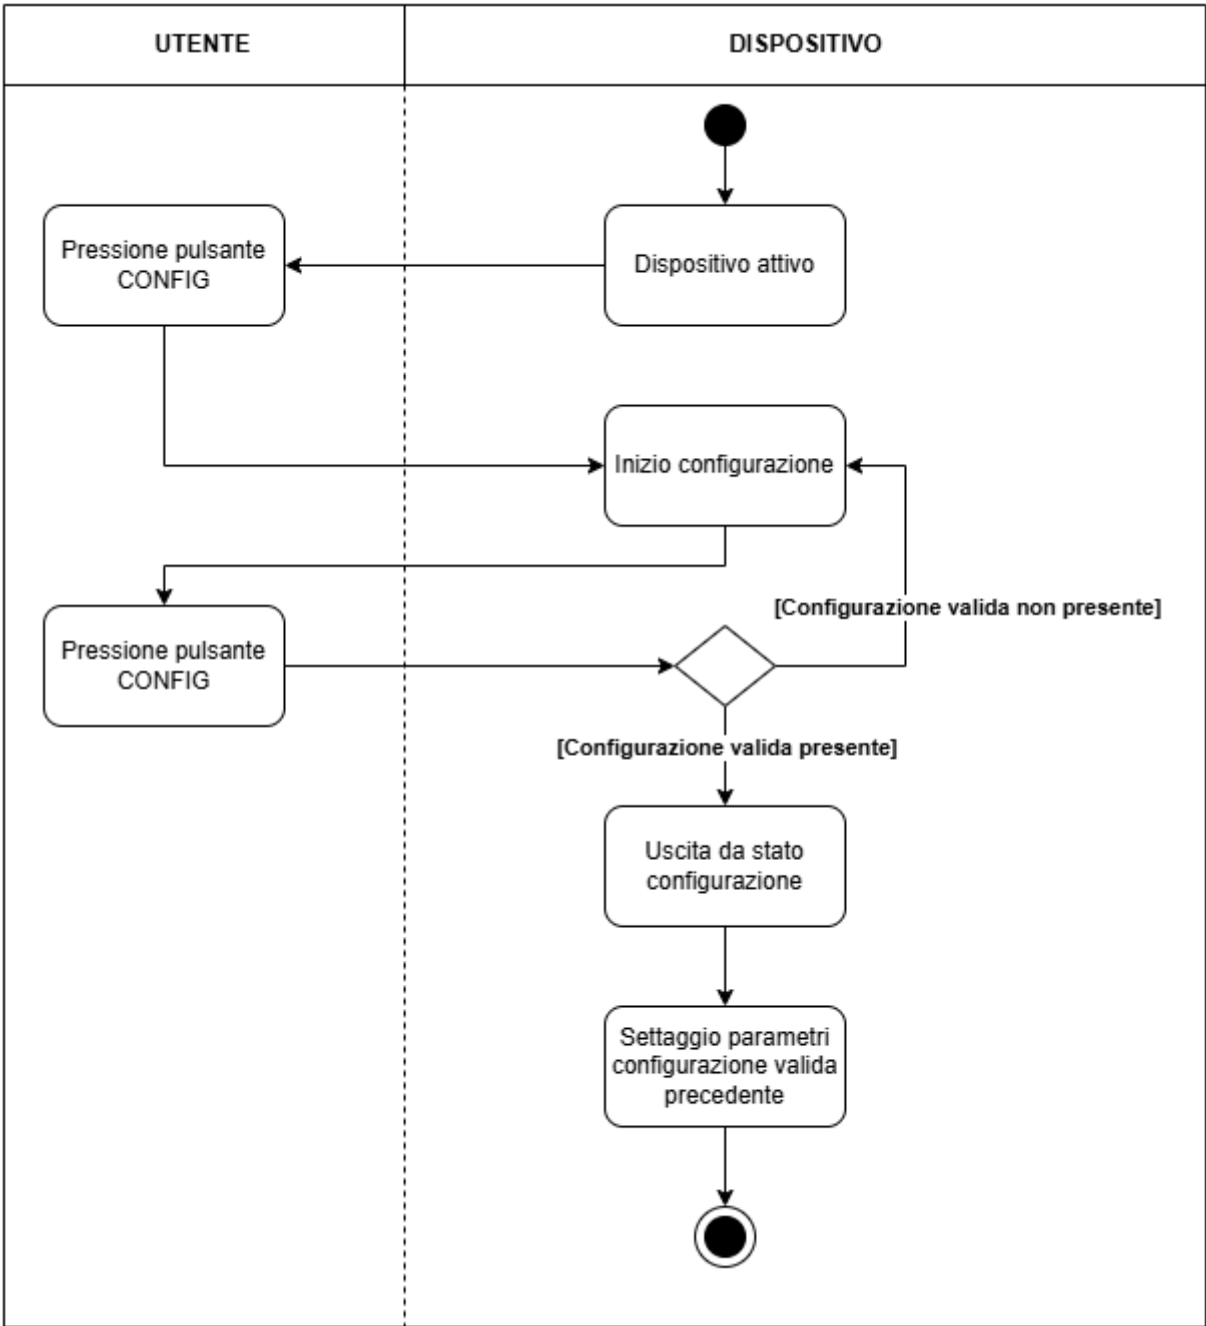 UTENTE
DISPOSITIVO
Pressione pulsante
CONFIG
Dispositivo attivo
Inizio configurazione
[Configurazione valida non presente]
Pressione pulsante
CONFIG
[Configurazione valida presente]
Uscita da stato
configurazione
Settaggio parametri
configurazione valida
precedente